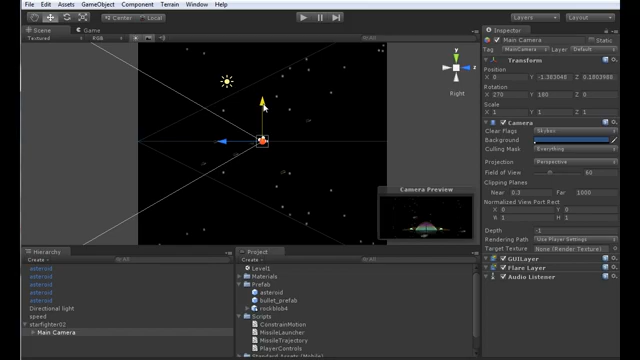 File Edit Assets GameObject Component Terrain Window Help
Center Local
Layers Layout
Scene Game
Textured RGB
y
z
Right
Camera Preview
Inspector
Main Camera Static
Tag MainCamera Layer Default
Transform
Position
X 0 Y -1.383048 Z 0.1803988
Rotation
X 270 Y 180 Z 0
Scale
X 1 Y 1 Z 1
Camera
Clear Flags Skybox
Background
Culling Mask Everything
Projection Perspective
Field of View 60
Clipping Planes
Near 0.3 Far 1000
Normalized View Port Rect
X 0 Y 0
W 1 H 1
Depth -1
Rendering Path Use Player Settings
Target Texture None (Render Texture)
GUILayer
Flare Layer
Audio Listener
Hierarchy
Create All
asteroid
asteroid
asteroid
asteroid
asteroid
Directional light
speed
starfighter02
Main Camera
Project
Create All
Level1
Materials
Prefab
asteroid
bullet_prefab
rockblob4
Scripts
ConstrainMotion
MissileLauncher
MissileTrajectory
PlayerControls
Standard Assets (Mobile)